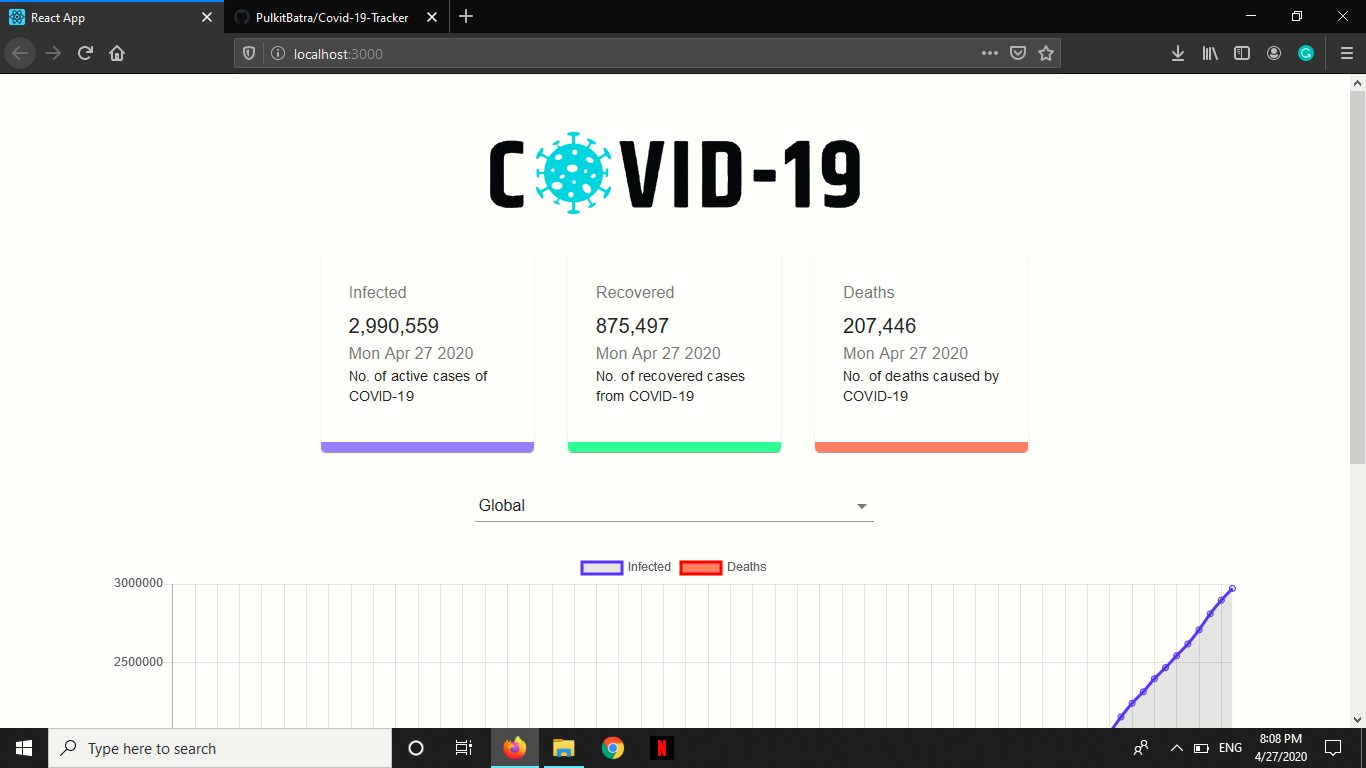 React App
PulkitBatra/Covid-19-Tracker
localhost:3000
COVID-19
Infected
2,990,559
Mon Apr 27 2020
No. of active cases of
COVID-19
Recovered
875,497
Mon Apr 27 2020
No. of recovered cases
from COVID-19
Deaths
207,446
Mon Apr 27 2020
No. of deaths caused by
COVID-19
Global
Infected
Deaths
3000000
2500000
Type here to search
N
ENG
8:08 PM
4/27/2020